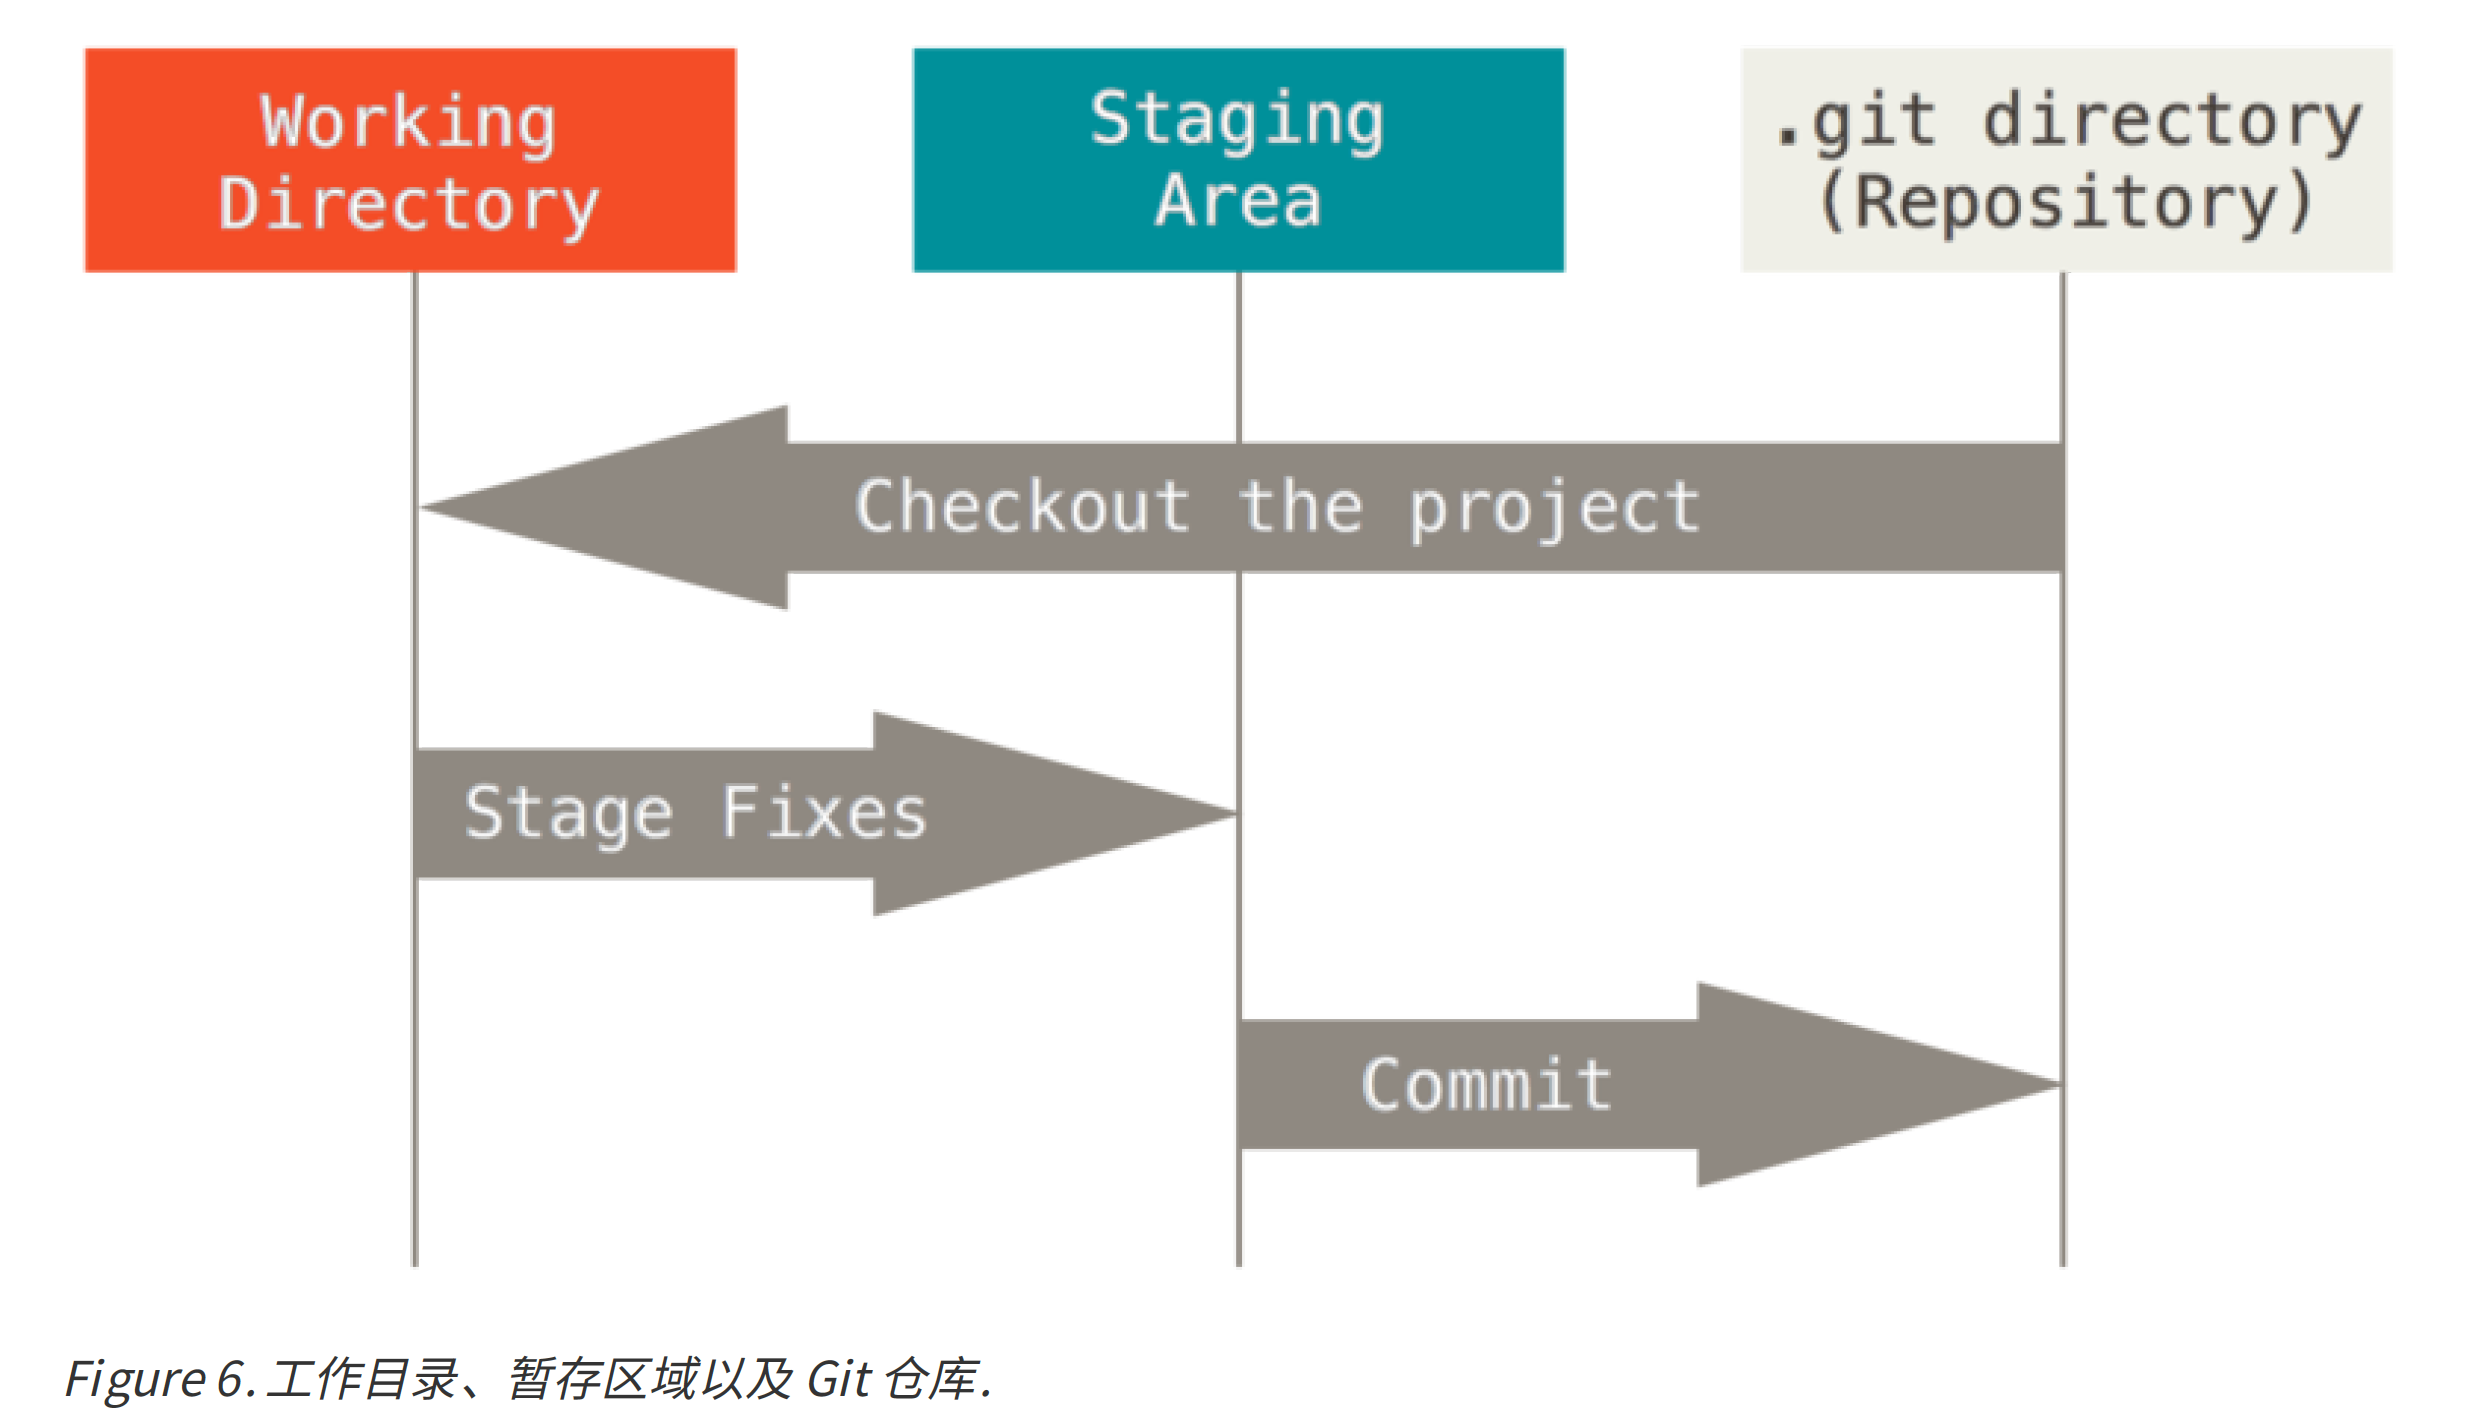 Working
Directory
Staging
Area
.git directory
(Repository)
Checkout the project
Stage Fixes
Commit
Figure 6. 工作目录、暂存区域以及 Git 仓库.